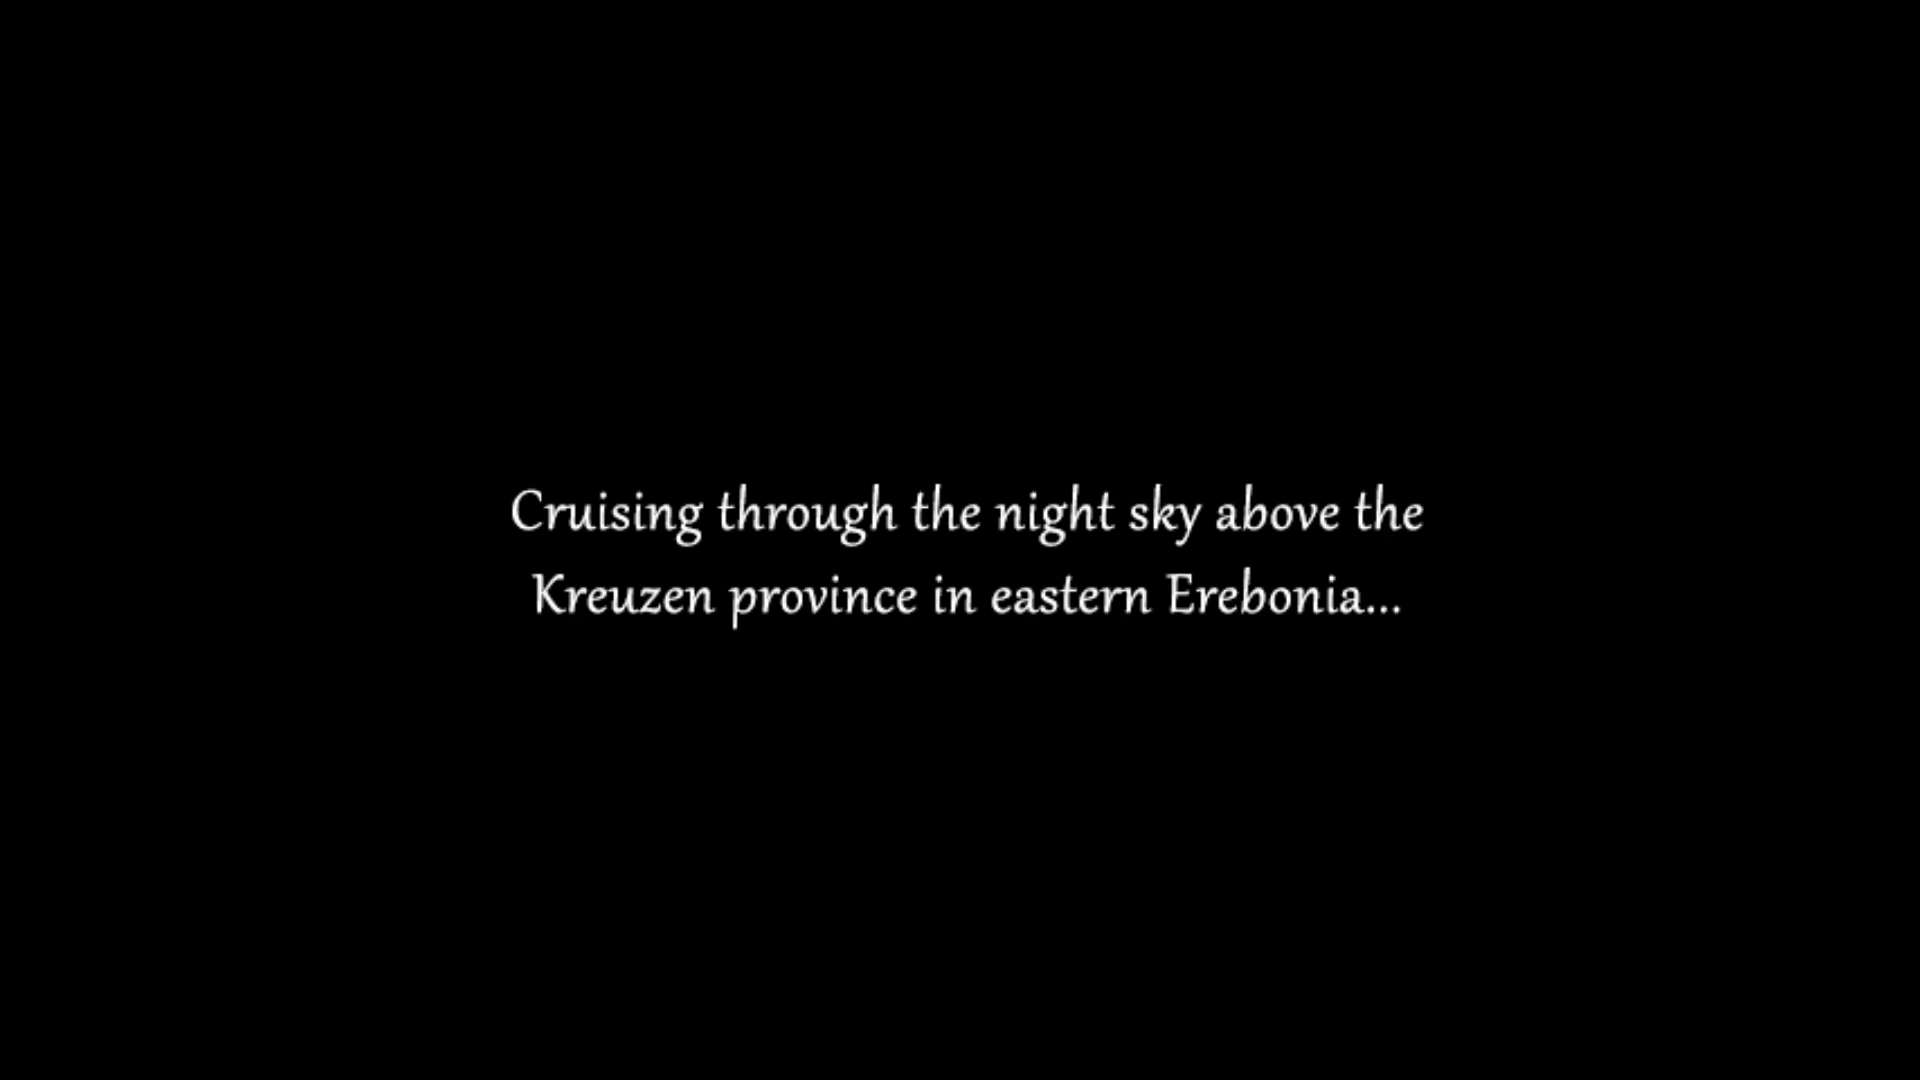 Cruising through the night sky above the
Kreuzen province in eastern Erebonia...